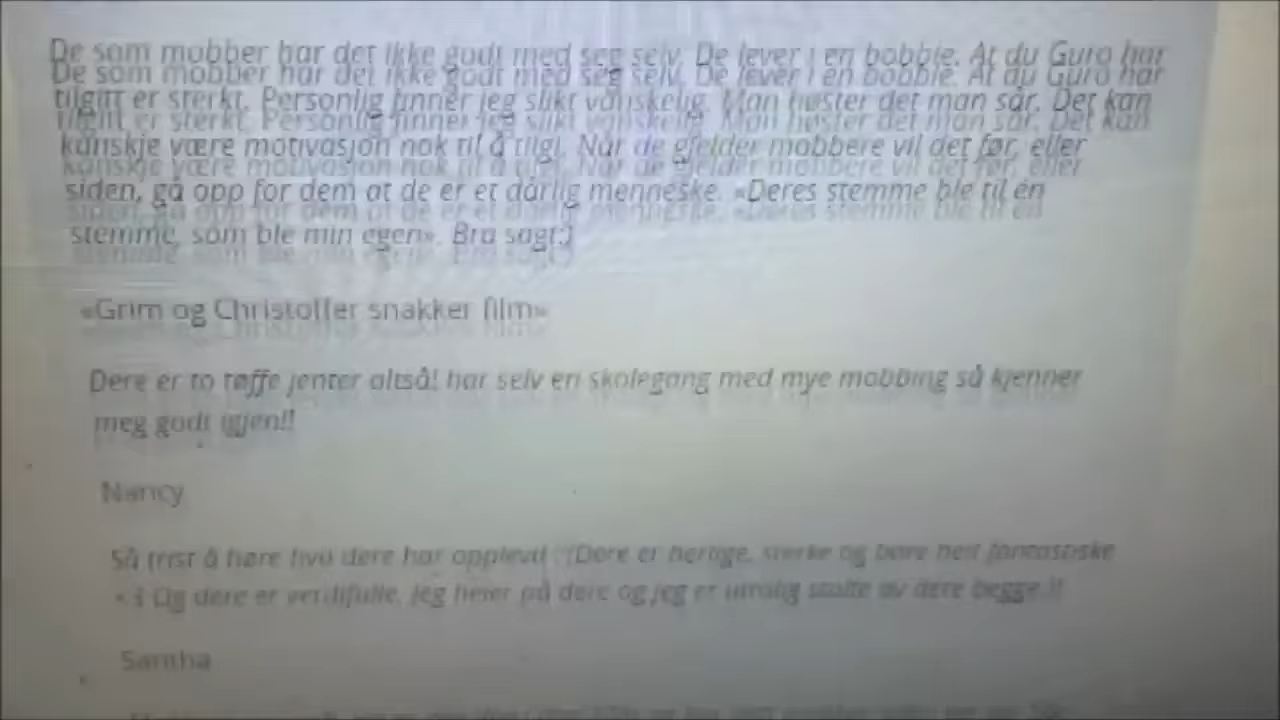 De som mobber har det ikke godt med seg selv. De lever i en bobble. At du Guro har
tilgitt er sterkt. Personlig finner jeg slikt vanskelig. Man høster det man sår. Det kan
kanskje være motivasjon nok til å tilgi. Når de gjelder mobbere vil det før, eller
siden, gå opp for dem at de er et dårlig menneske. «Deres stemme ble til en
stemme, som ble min egen». Bra sagt:)
«Grim og Christoffer snakker film»
Dere er to tøffe jenter altså! har selv en skolegang med mye mobbing så kjenner
meg godt igjen!!
Nancy
Så trist å høre hva dere har opplevd :(Dere er herlige, sterke og bare helt fantastiske
<3 Og dere er verdifulle. Jeg heier på dere og jeg er utrolig stolte av dere begge!!
Santha